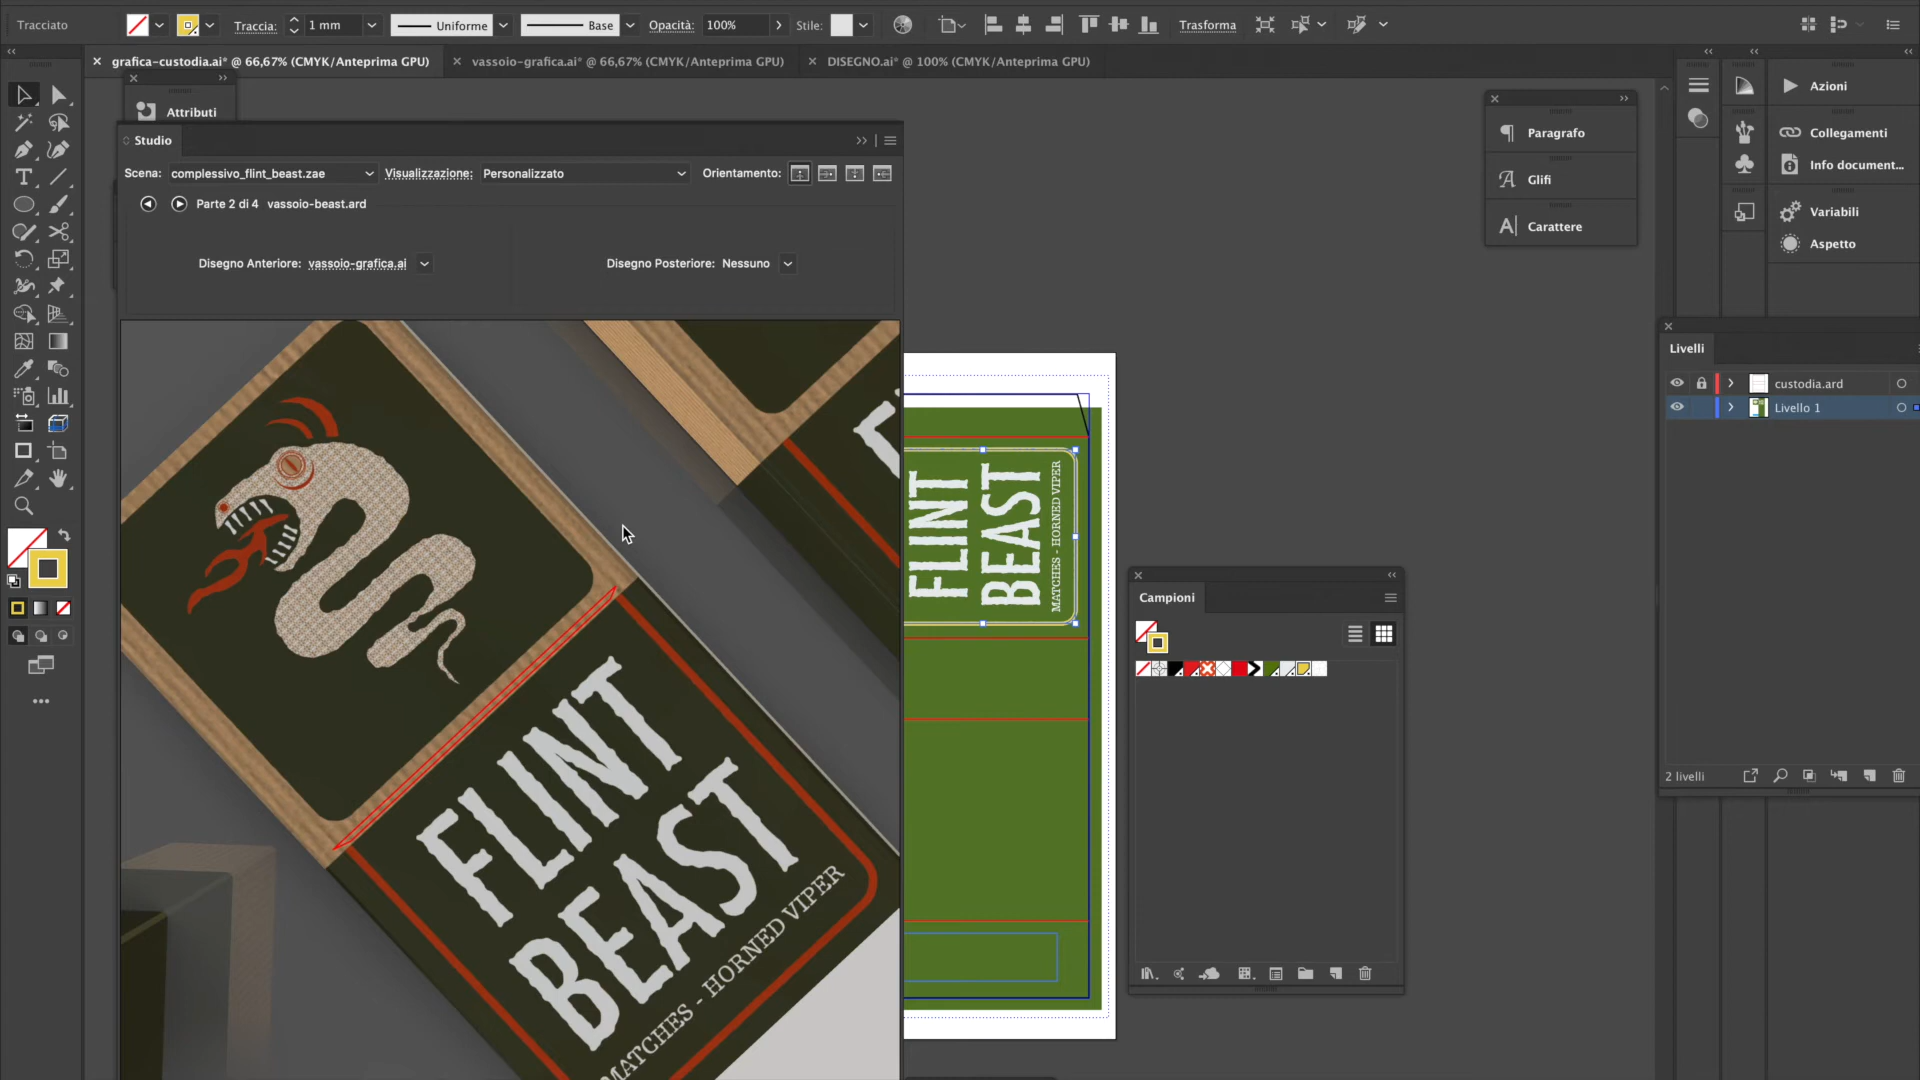 Tracciato
Traccia: 1 mm Uniforme Base Opacità: 100% Stile: Trasforma
grafica-custodia.ai* @ 66,67% (CMYK/Anteprima GPU) vassoio-grafica.ai* @ 66,67% (CMYK/Anteprima GPU) DISEGNO.ai* @ 100% (CMYK/Anteprima GPU)
Attributi
Studio
Scena: complessivo_flint_beast.zae Visualizzazione: Personalizzato Orientamento:
Parte 2 di 4 vassoio-beast.ard
Disegno Anteriore: vassoio-grafica.ai Disegno Posteriore: Nessuno
FLINT
BEAST
MATCHES - HORNED VIPER
FLINT
BEAST
MATCHES - HORNED VIPER
Paragrafo
Glifi
Carattere
Azioni
Collegamenti
Info document...
Variabili
Aspetto
Livelli
custodia.ard
Livello 1
2 livelli
Campioni